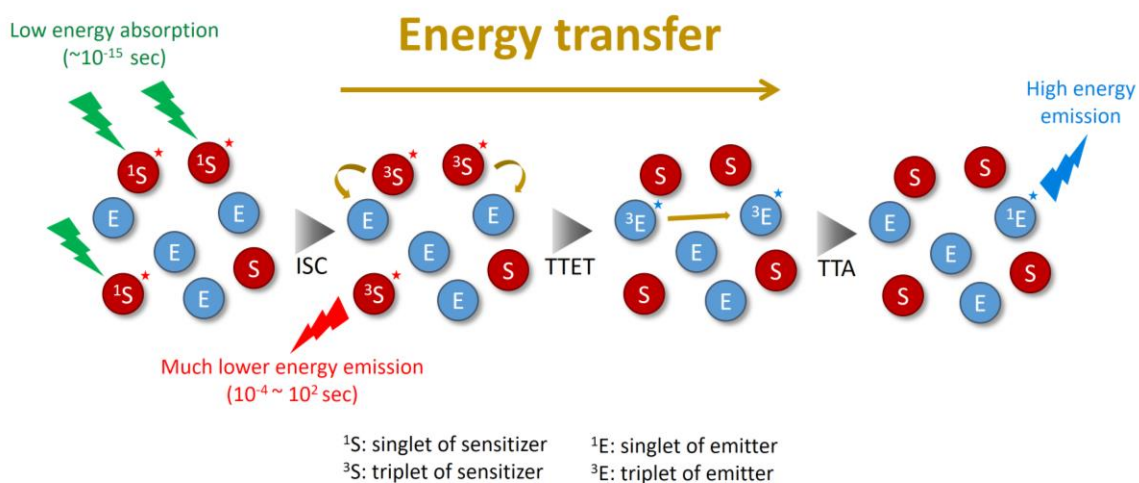 Energy transfer
Low energy absorption
(~10⁻¹⁵ sec)
High energy
emission
¹S* ¹S* E E E S ¹S* E
ISC
³S* ³S* E E E S ³S* E
TTET
S S ³E* ³E* E S S E
TTA
S S E ¹E* E S S E
Much lower energy emission
(10⁻⁴ ~ 10² sec)
¹S: singlet of sensitizer ¹E: singlet of emitter
³S: triplet of sensitizer ³E: triplet of emitter